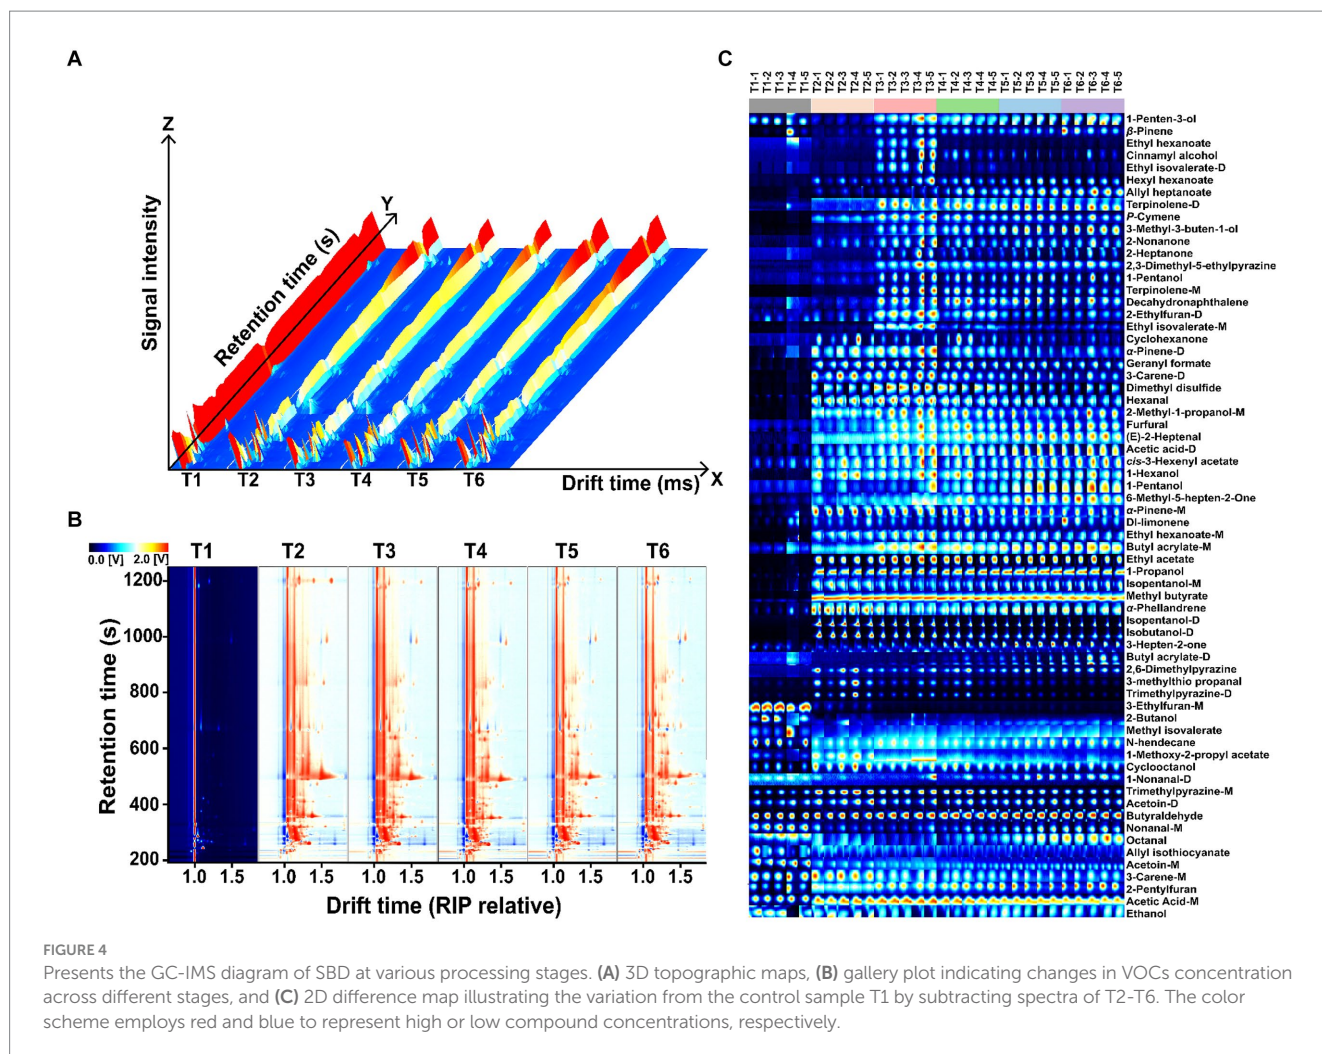 A
Z
Y
Signal intensity
Retention time (s)
T1
T2
T3
T4
T5
T6
Drift time (ms)
X
B
0.0 [V] 2.0 [V]
T1
T2
T3
T4
T5
T6
Retention time (s)
1200
1000
800
600
400
200
1.0 1.5 1.0 1.5 1.0 1.5 1.0 1.5 1.0 1.5 1.0 1.5
Drift time (RIP relative)
C
T1-1
T1-2
T1-3
T1-4
T1-5
T2-1
T2-2
T2-3
T2-4
T2-5
T3-1
T3-2
T3-3
T3-4
T3-5
T4-1
T4-2
T4-3
T4-4
T4-5
T5-1
T5-2
T5-3
T5-4
T5-5
T6-1
T6-2
T6-3
T6-4
T6-5
1-Penten-3-ol
β-Pinene
Ethyl hexanoate
Cinnamyl alcohol
Ethyl isovalerate-D
Hexyl hexanoate
Allyl heptanoate
Terpinolene-D
P-Cymene
3-Methyl-3-buten-1-ol
2-Nonanone
2-Heptanone
2,3-Dimethyl-5-ethylpyrazine
1-Pentanol
Terpinolene-M
Decahydronaphthalene
2-Ethylfuran-D
Ethyl isovalerate-M
Cyclohexanone
α-Pinene-D
Geranyl formate
3-Carene-D
Dimethyl disulfide
Hexanal
2-Methyl-1-propanol-M
Furfural
(E)-2-Heptenal
Acetic acid-D
cis-3-Hexenyl acetate
1-Hexanol
1-Pentanol
6-Methyl-5-hepten-2-One
α-Pinene-M
Dl-limonene
Ethyl hexanoate-M
Butyl acrylate-M
Ethyl acetate
1-Propanol
Isopentanol-M
Methyl butyrate
α-Phellandrene
Isopentanol-D
Isobutanol-D
3-Hepten-2-one
Butyl acrylate-D
2,6-Dimethylpyrazine
3-methylthio propanal
Trimethylpyrazine-D
3-Ethylfuran-M
2-Butanol
Methyl isovalerate
N-hendecane
1-Methoxy-2-propyl acetate
Cyclooctanol
1-Nonanal-D
Trimethylpyrazine-M
Acetoin-D
Butyraldehyde
Nonanal-M
Octanal
Allyl isothiocyanate
Acetoin-M
3-Carene-M
2-Pentylfuran
Acetic Acid-M
Ethanol
FIGURE 4
Presents the GC-IMS diagram of SBD at various processing stages. (A) 3D topographic maps, (B) gallery plot indicating changes in VOCs concentration
across different stages, and (C) 2D difference map illustrating the variation from the control sample T1 by subtracting spectra of T2-T6. The color
scheme employs red and blue to represent high or low compound concentrations, respectively.